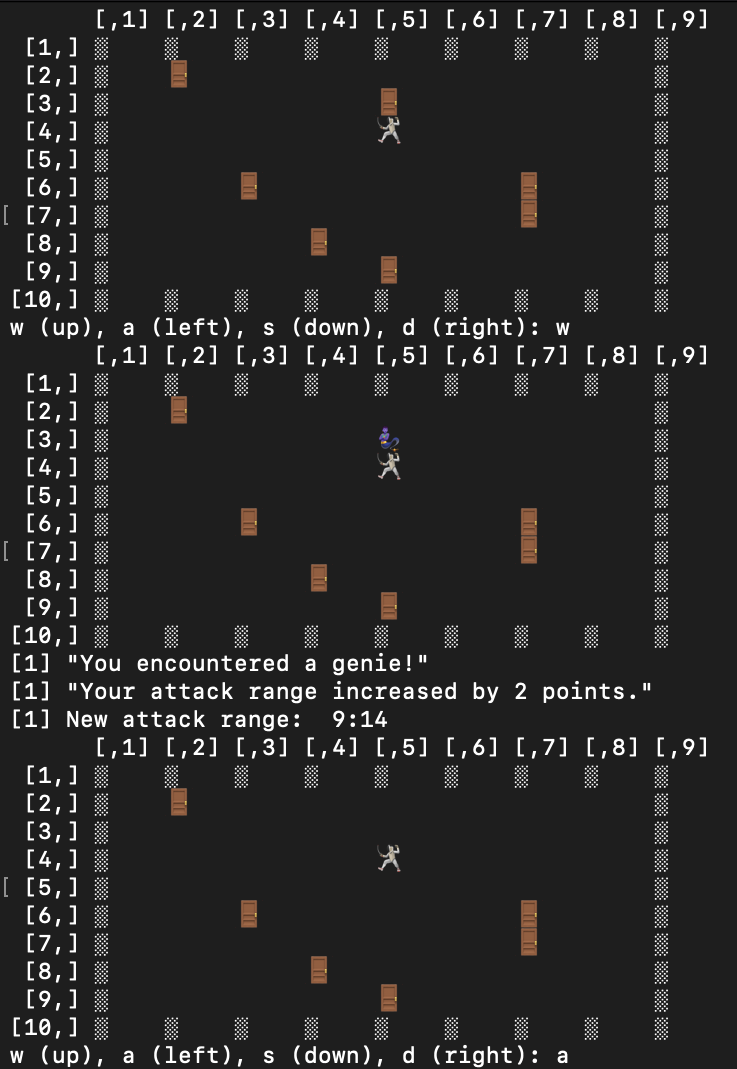 [,1] [,2] [,3] [,4] [,5] [,6] [,7] [,8] [,9]
[1,] ▒ ▒ ▒ ▒ ▒ ▒ ▒ ▒ ▒
[2,] ▒ 🚪 ▒
[3,] ▒ 🚪 ▒
[4,] ▒ 🤺 ▒
[5,] ▒ ▒
[6,] ▒ 🚪 🚪 ▒
[ [7,] ▒ 🚪 ▒
[8,] ▒ 🚪 ▒
[9,] ▒ 🚪 ▒
[10,] ▒ ▒ ▒ ▒ ▒ ▒ ▒ ▒ ▒
w (up), a (left), s (down), d (right): w
[,1] [,2] [,3] [,4] [,5] [,6] [,7] [,8] [,9]
[1,] ▒ ▒ ▒ ▒ ▒ ▒ ▒ ▒ ▒
[2,] ▒ 🚪 ▒
[3,] ▒ 🧞 ▒
[4,] ▒ 🤺 ▒
[5,] ▒ ▒
[6,] ▒ 🚪 🚪 ▒
[ [7,] ▒ 🚪 ▒
[8,] ▒ 🚪 ▒
[9,] ▒ 🚪 ▒
[10,] ▒ ▒ ▒ ▒ ▒ ▒ ▒ ▒ ▒
[1] "You encountered a genie!"
[1] "Your attack range increased by 2 points."
[1] New attack range:  9:14
[,1] [,2] [,3] [,4] [,5] [,6] [,7] [,8] [,9]
[1,] ▒ ▒ ▒ ▒ ▒ ▒ ▒ ▒ ▒
[2,] ▒ 🚪 ▒
[3,] ▒ ▒
[4,] ▒ 🤺 ▒
[ [5,] ▒ ▒
[6,] ▒ 🚪 🚪 ▒
[7,] ▒ 🚪 ▒
[8,] ▒ 🚪 ▒
[9,] ▒ 🚪 ▒
[10,] ▒ ▒ ▒ ▒ ▒ ▒ ▒ ▒ ▒
w (up), a (left), s (down), d (right): a